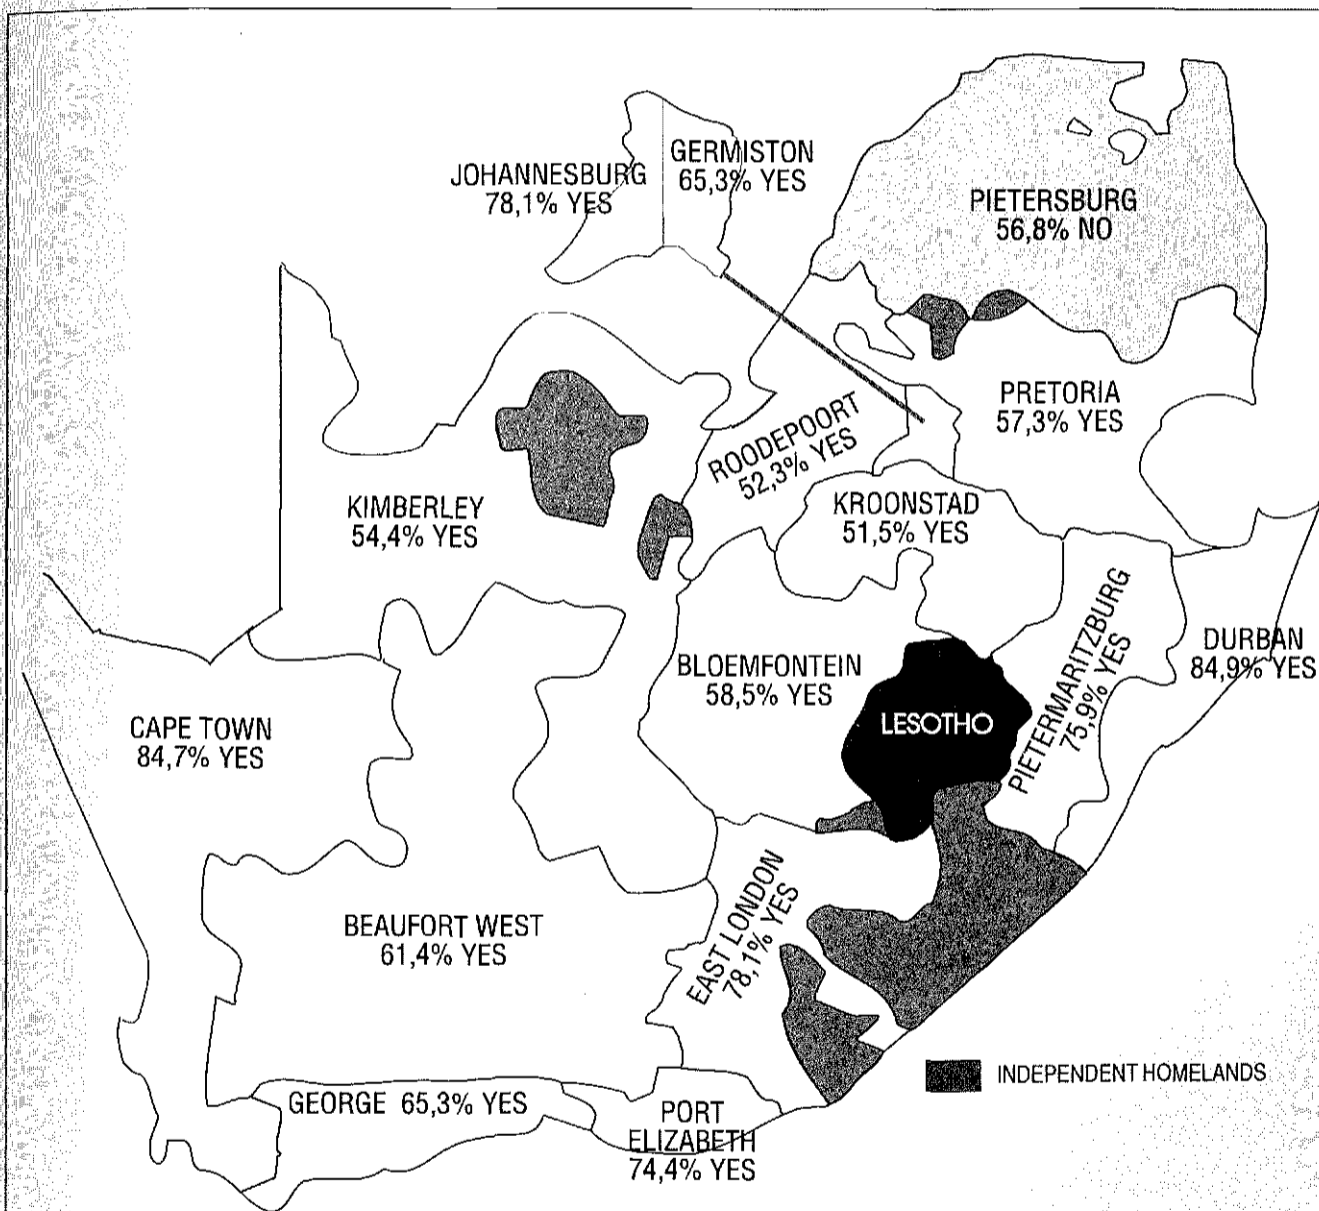 JOHANNESBURG
78,1% YES
GERMISTON
65,3% YES
PIETERSBURG
56,8% NO
PRETORIA
57,3% YES
ROODEPOORT
52,3% YES
KIMBERLEY
54,4% YES
KROONSTAD
51,5% YES
PIETERMARITZBURG
75,9% YES
DURBAN
84,9% YES
BLOEMFONTEIN
58,5% YES
LESOTHO
CAPE TOWN
84,7% YES
BEAUFORT WEST
61,4% YES
EAST LONDON
78,1% YES
INDEPENDENT HOMELANDS
GEORGE 65,3% YES
PORT
ELIZABETH
74,4% YES